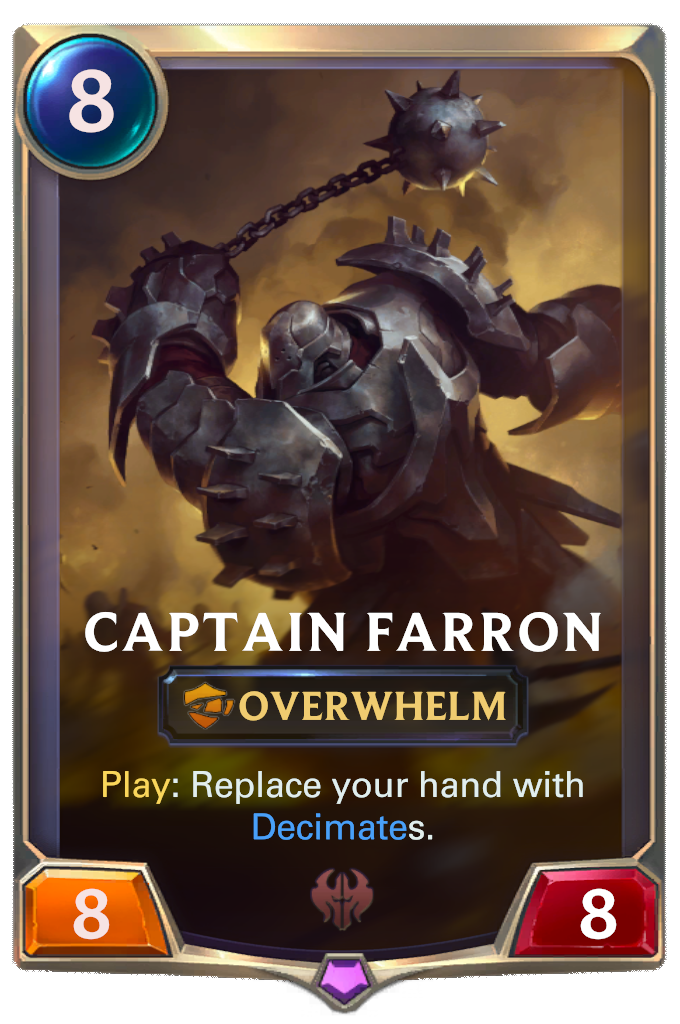 8
CAPTAIN FARRON
OVERWHELM
Play: Replace your hand with
Decimates.
8 8